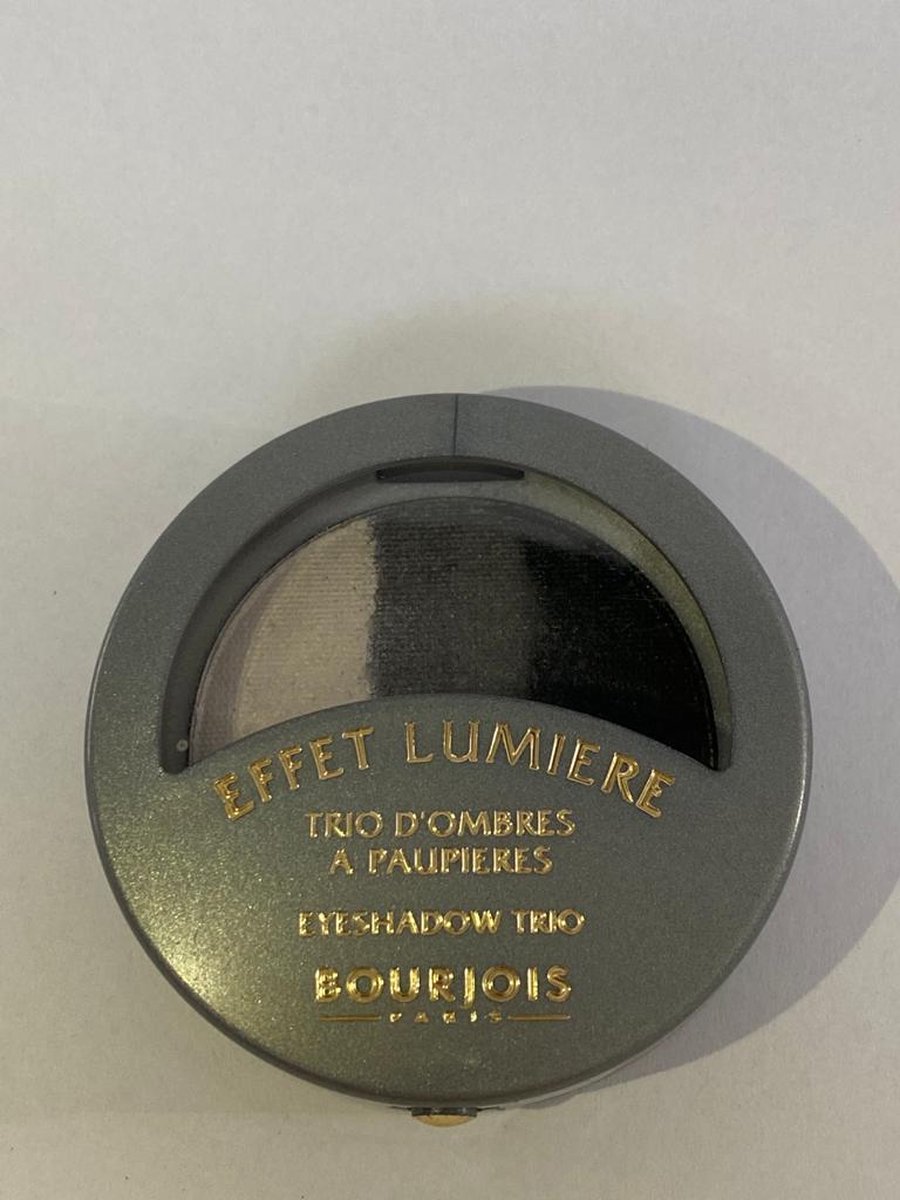 EFFET LUMIERE
TRIO D'OMBRES
A PAUPIERES
EYESHADOW TRIO
BOURJOIS
PARIS